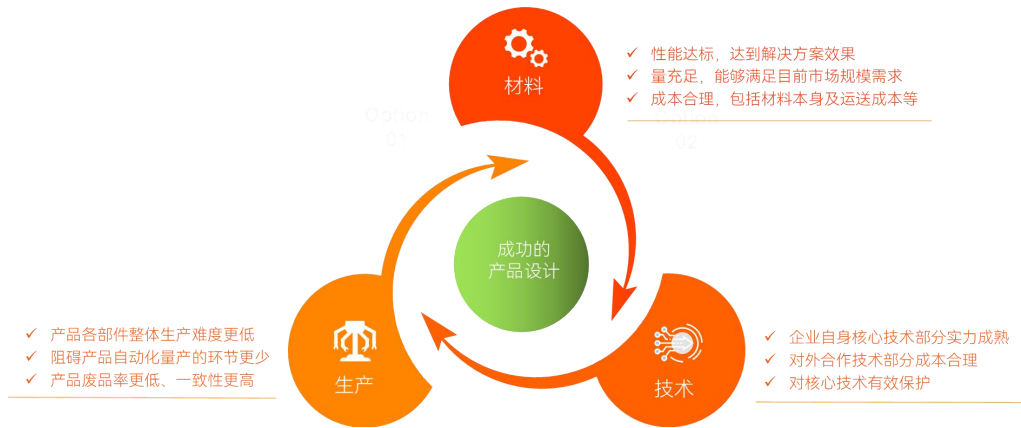 材料
性能达标，达到解决方案效果
量充足，能够满足目前市场规模需求
成本合理，包括材料本身及运送成本等
Option
01
Option
02
成功的
产品设计
产品各部件整体生产难度更低
阻碍产品自动化量产的环节更少
产品废品率更低、一致性更高
生产
技术
企业自身核心技术部分实力成熟
对外合作技术部分成本合理
对核心技术有效保护